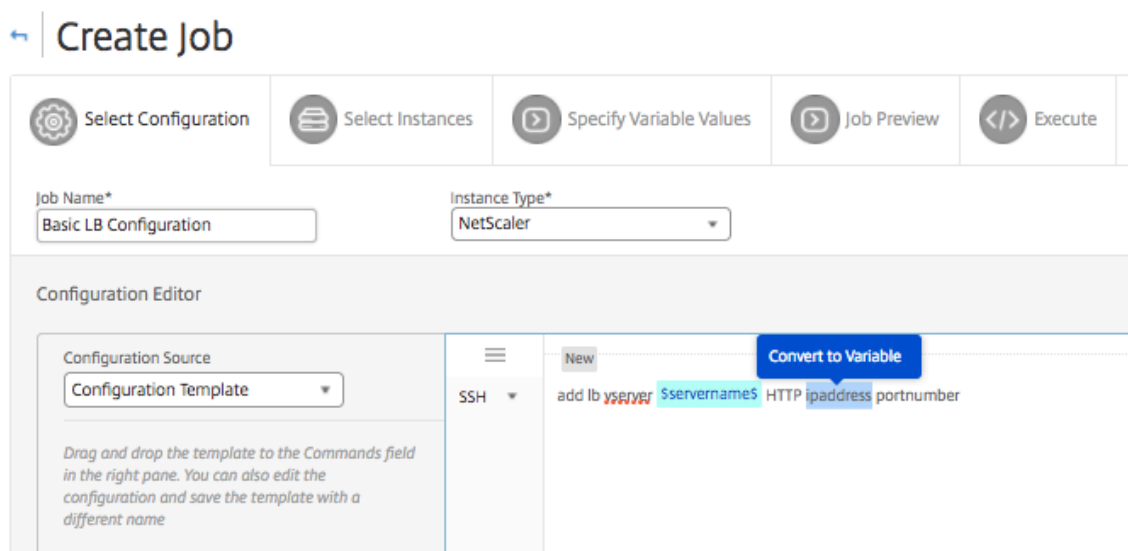 Create Job
Select Configuration
Select Instances
Specify Variable Values
Job Preview
Execute
Job Name*
Instance Type*
Basic LB Configuration
NetScaler
Configuration Editor
Configuration Source
Configuration Template
Drag and drop the template to the Commands field
in the right pane. You can also edit the
configuration and save the template with a
different name
New
Convert to Variable
SSH
add lb vserver $servername$ HTTP ipaddress portnumber